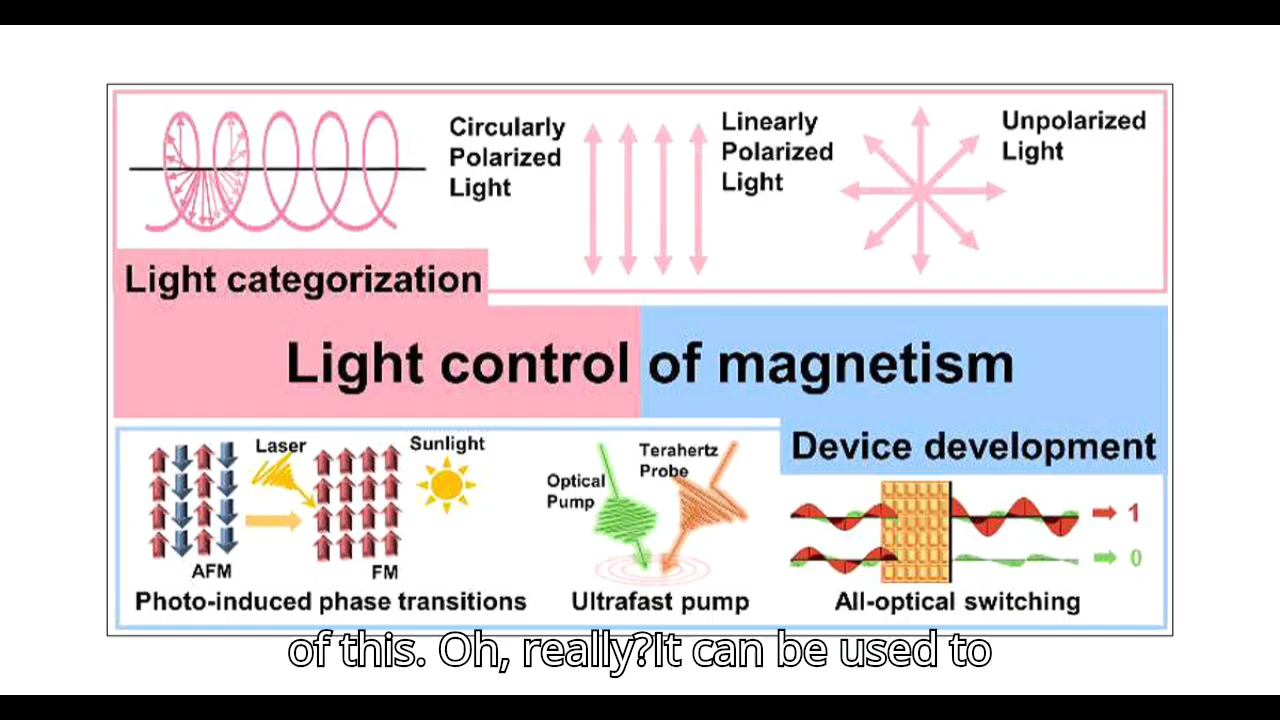 Circularly
Polarized
Light
Linearly
Polarized
Light
Unpolarized
Light
Light categorization
Light control of magnetism
Device development
Laser
Sunlight
AFM
FM
Photo-induced phase transitions
Optical
Pump
Terahertz
Probe
Ultrafast pump
1
0
All-optical switching
of this. Oh, really?It can be used to